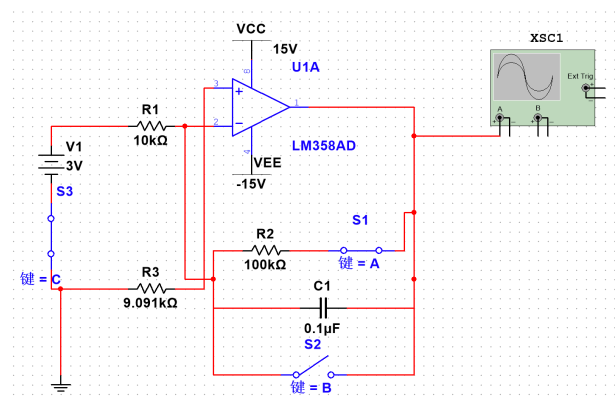 VCC
15V
XSC1
U1A
Ext Trig
+
-
A
B
+
-
+
-
8
3
+
1
2
−
4
LM358AD
VEE
-15V
R1
10kΩ
V1
3V
S3
键 = C
R2
100kΩ
S1
键 = A
R3
9.091kΩ
C1
0.1µF
S2
键 = B